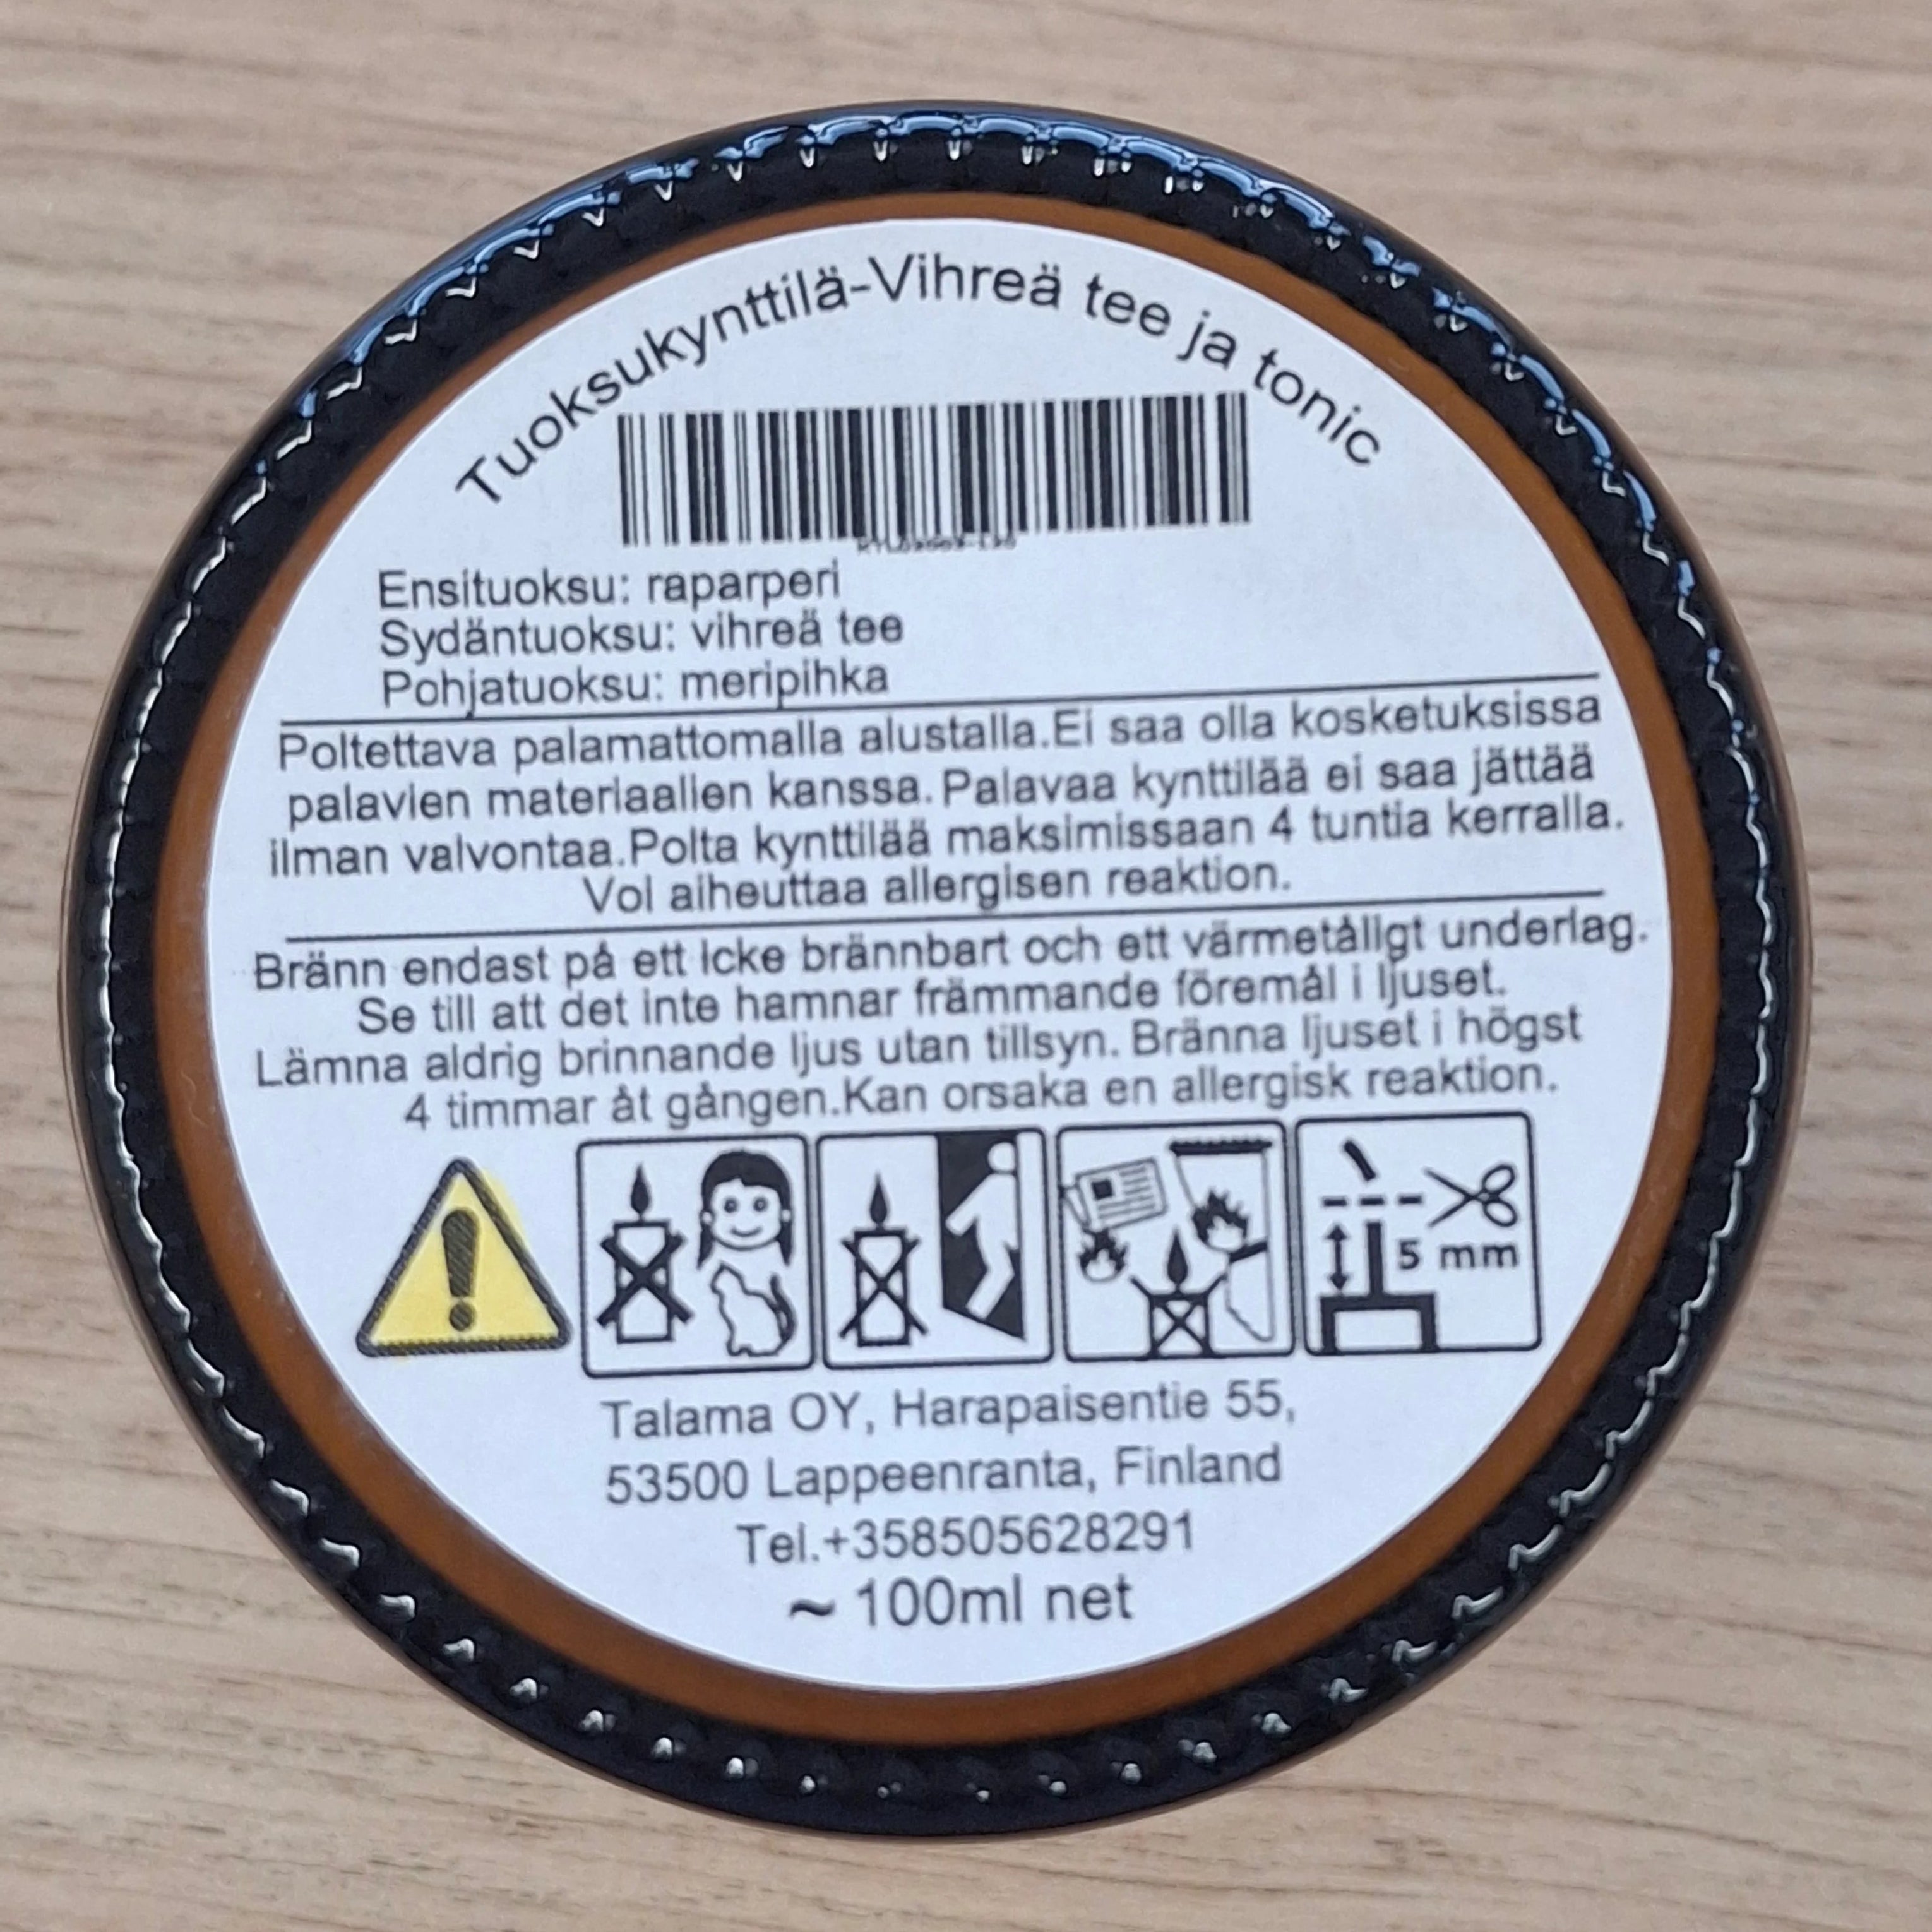 Tuoksukynttilä-Vihreä tee ja tonic
Ensituoksu: raparperi
Sydäntuoksu: vihreä tee
Pohjatuoksu: meripihka
Poltettava palamattomalla alustalla.Ei saa olla kosketuksissa
palavien materiaalien kanssa. Palavaa kynttilää ei saa jättää
ilman valvontaa.Polta kynttilää maksimissaan 4 tuntia kerralla.
Voi aiheuttaa allergisen reaktion.
Bränn endast på ett icke brännbart och ett värmetåligt underlag.
Se till att det inte hamnar främmande föremål i ljuset.
Lämna aldrig brinnande ljus utan tillsyn. Bränna ljuset i högst
4 timmar åt gången.Kan orsaka en allergisk reaktion.
5 mm
Talama OY, Harapaisentie 55,
53500 Lappeenranta, Finland
Tel.+358505628291
~ 100ml net